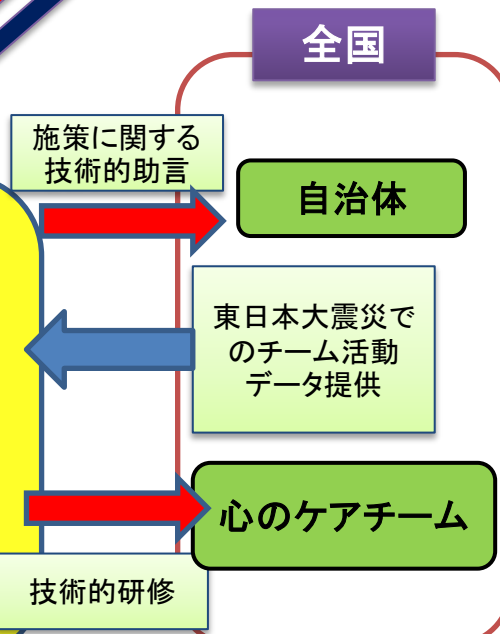 全国
施策に関する
技術的助言
自治体
東日本大震災で
のチーム活動
データ提供
心のケアチーム
技術的研修